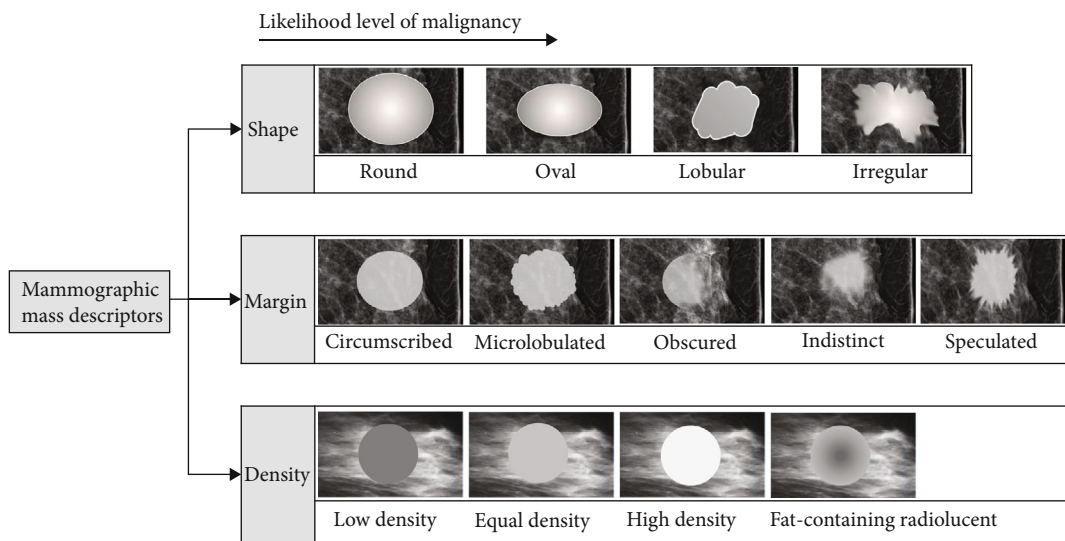 Likelihood level of malignancy
Shape
Round
Oval
Lobular
Irregular
Mammographic
mass descriptors
Margin
Circumscribed
Microlobulated
Obscured
Indistinct
Speculated
Density
Low density
Equal density
High density
Fat-containing radiolucent